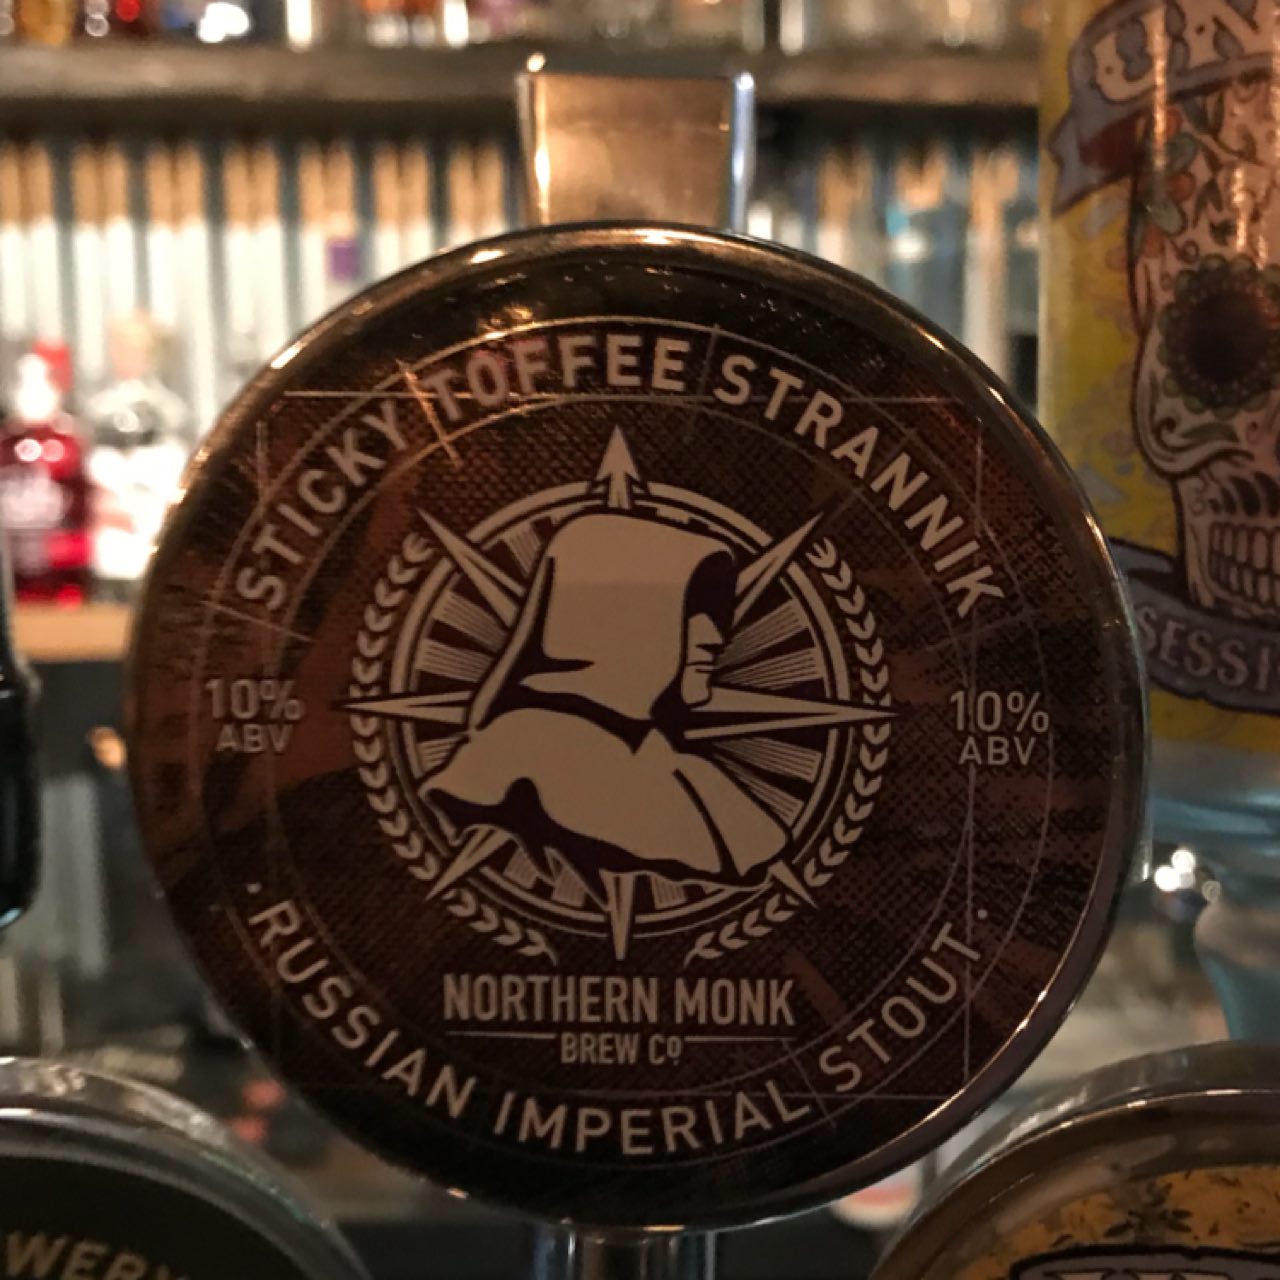 STICKY TOFFEE STRANNIK
10%
ABV
10%
ABV
NORTHERN MONK
BREW Cº
· RUSSIAN IMPERIAL STOUT ·